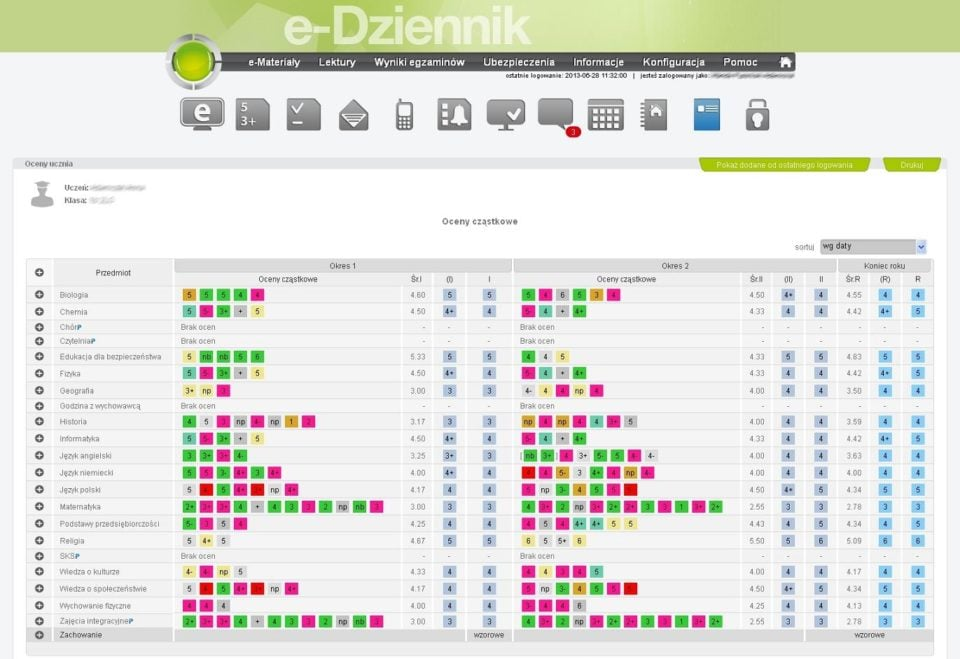 e-Dziennik
e-Materiały Lektury Wyniki egzaminów Ubezpieczenia Informacje Konfiguracja Pomoc
ostatnie logowanie: 2013-06-28 11:32:00 | jesteś zalogowany jako:
e 5 3+ 3
Oceny ucznia Pokaż dodane od ostatniego logowania Drukuj
Uczeń:
Klasa:
Oceny cząstkowe
sortuj wg daty
Przedmiot Okres 1 Okres 2 Koniec roku
Oceny cząstkowe Śr.I (I) I Oceny cząstkowe Śr.II (II) II Śr.R (R) R
Biologia 5 5 5 4 4 4.60 5 5 5 4 6 5 3 4 4.50 4+ 4 4.55 4 4
Chemia 5 5- 3+ + 5 4.50 4+ 4 5 4 + 4+ 4.33 4 4 4.42 4+ 5
Chór P Brak ocen - - - Brak ocen - - - - - -
Czytelnia P Brak ocen - - - Brak ocen - - - - - -
Edukacja dla bezpieczeństwa 5 nb nb 5 6 5.33 5 5 4 4 5 4.33 5 5 4.83 5 5
Fizyka 5 5- 3+ + 5 4.50 4+ 4 5 4 + 4+ 4.33 4 4 4.42 4+ 5
Geografia 3+ np 3 3.00 3 3 4- 4 4 np 4 4.00 4 4 3.50 4 4
Godzina z wychowawcą Brak ocen - - - Brak ocen - - - - - -
Historia 4 5 3 np 4- np 1 2 3.17 3 3 np 4 np 4 4 3+ 5 4.00 4 4 3.59 4 4
Informatyka 5 5- 3+ + 5 4.50 4+ 4 5 4 + 4+ 4.33 4 4 4.42 4+ 5
Język angielski 3 3+ 3+ 4- 3.25 3+ 3 [ nb 3+ ] 4 3+ 5- 5 4 4- 4.00 4 4 3.63 4 4
Język niemiecki 5 5 3- 4+ 3 4+ 4.00 4+ 4 4 4 5- 3 4+ 4 np 4- 4.00 4 4 4.00 4 4
Język polski 5 4 5 4+ 3+ np 4+ 4.17 4 4 5 np 3- 4 5 5 4.50 4+ 5 4.34 5 5
Matematyka 2+ 3+ 3+ 4 + 4 3 3 2 np nb 3 3.00 3 3 4 3+ 2 np 3+ 2+ 2+ 3 3 1 3+ 2+ 2.55 3 3 2.78 3 3
Podstawy przedsiębiorczości 5- 3 5 4 4.25 4 4 4 5 4 4+ 4+ 5 5 4.43 5 4 4.34 5 4
Religia 5 4+ 5 4.67 5 5 6 5 5+ 6 5.50 5 6 5.09 6 6
SKS P Brak ocen - - - Brak ocen - - - - - -
Wiedza o kulturze 4- 4- np 5 4.33 4 4 4 4 3 4 5 4.00 4 4 4.17 4 4
Wiedza o społeczeństwie 5 4 5 4+ 3+ np 4+ 4.17 4 4 5 np 3- 4 5 5 4.50 4+ 5 4.34 5 5
Wychowanie fizyczne 4 4 4 4.00 4 4 3- 4 4 6 4.25 4 4 4.13 4 4
Zajęcia integracyjne P 2+ 3+ 3+ 4 + 4 3 3 2 np nb 3 3.00 3 3 4 3+ 2 np 3+ 2+ 2+ 3 3 1 3+ 2+ 2.55 3 3 2.78 3 3
Zachowanie wzorowe wzorowe